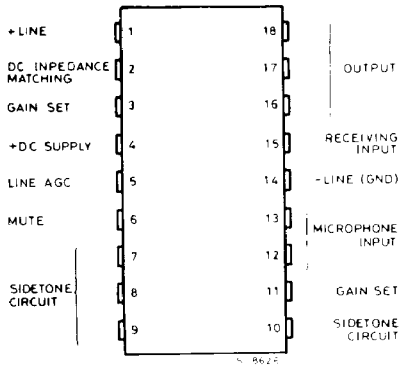 +LINE
DC INPEDANCE
MATCHING
GAIN SET
+DC SUPPLY
LINE AGC
MUTE
SIDETONE
CIRCUIT
1
2
3
4
5
6
7
8
9
18
17
16
15
14
13
12
11
10
OUTPUT
RECEIVING
INPUT
-LINE (GND)
MICROPHONE
INPUT
GAIN SET
SIDETONE
CIRCUIT